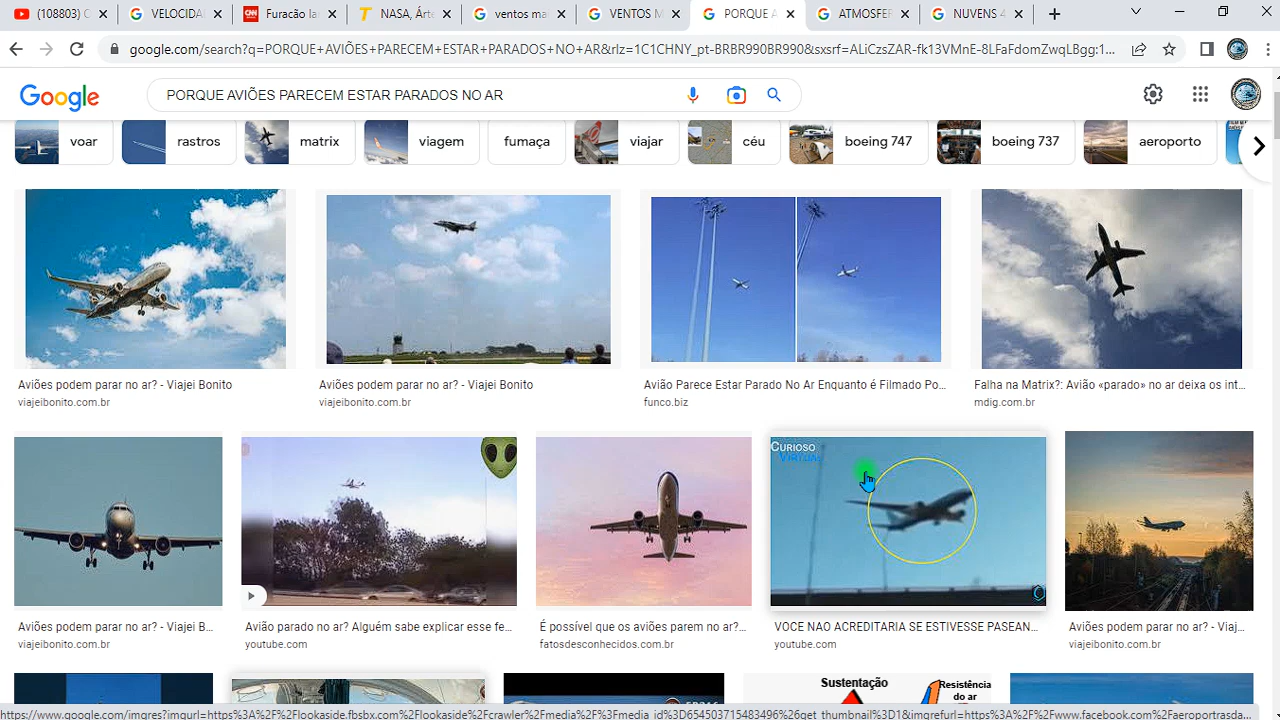 (108803) C
VELOCIDA
CNN
BRASIL
Furacão Ia
NASA, Árt
ventos ma
VENTOS M
PORQUE A
ATMOSFE
NUVENS 4
google.com/search?q=PORQUE+AVIÕES+PARECEM+ESTAR+PARADOS+NO+AR&rlz=1C1CHNY_pt-BRBR990BR990&sxsrf=ALiCzsZAR-fk13VMnE-8LFaFdomZwqLBgg:1...
Google
PORQUE AVIÕES PARECEM ESTAR PARADOS NO AR
voar
rastros
matrix
viagem
fumaça
viajar
céu
boeing 747
boeing 737
aeroporto
Aviões podem parar no ar? - Viajei Bonito
viajeibonito.com.br
Aviões podem parar no ar? - Viajei Bonito
viajeibonito.com.br
Avião Parece Estar Parado No Ar Enquanto é Filmado Po...
funco.biz
Falha na Matrix?: Avião «parado» no ar deixa os int...
mdig.com.br
CURIOSO
VIRTUAL
Aviões podem parar no ar? - Viajei B...
viajeibonito.com.br
Avião parado no ar? Alguém sabe explicar esse fe...
youtube.com
É possível que os aviões parem no ar?...
fatosdesconhecidos.com.br
VOCE NAO ACREDITARIA SE ESTIVESSE PASEAN...
youtube.com
Aviões podem parar no ar? - Viaj...
viajeibonito.com.br
Sustentação
Resistência
do ar
https://www.google.com/imgres?imgurl=https%3A%2F%2Flookaside.fbsbx.com%2Flookaside%2Fcrawler%2Fmedia%2F%3Fmedia_id%3D654503715483496%26get_thumbnail%3D1&imgrefurl=https%3A%2F%2Fwww.facebook.com%2Faeroportrasda...